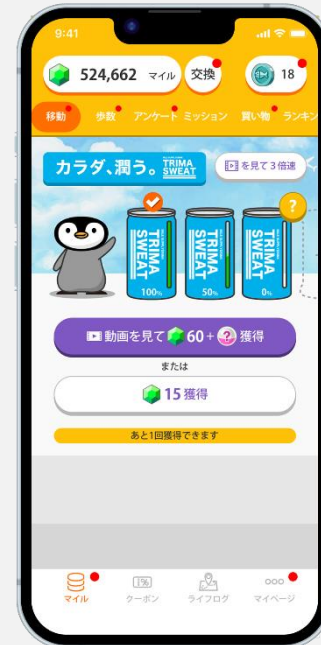 9:41
524,662 マイル
交換
18
移動 歩数 アンケート ミッション 買い物 ランキン
カラダ、潤う。 TRIMA SWEAT
を見て3倍速
?
TRIMA SWEAT 100%
TRIMA SWEAT 50%
TRIMA SWEAT 0%
動画を見て 60+ ? 獲得
または
15 獲得
あと1回獲得できます
マイル クーポン ライフログ マイページ